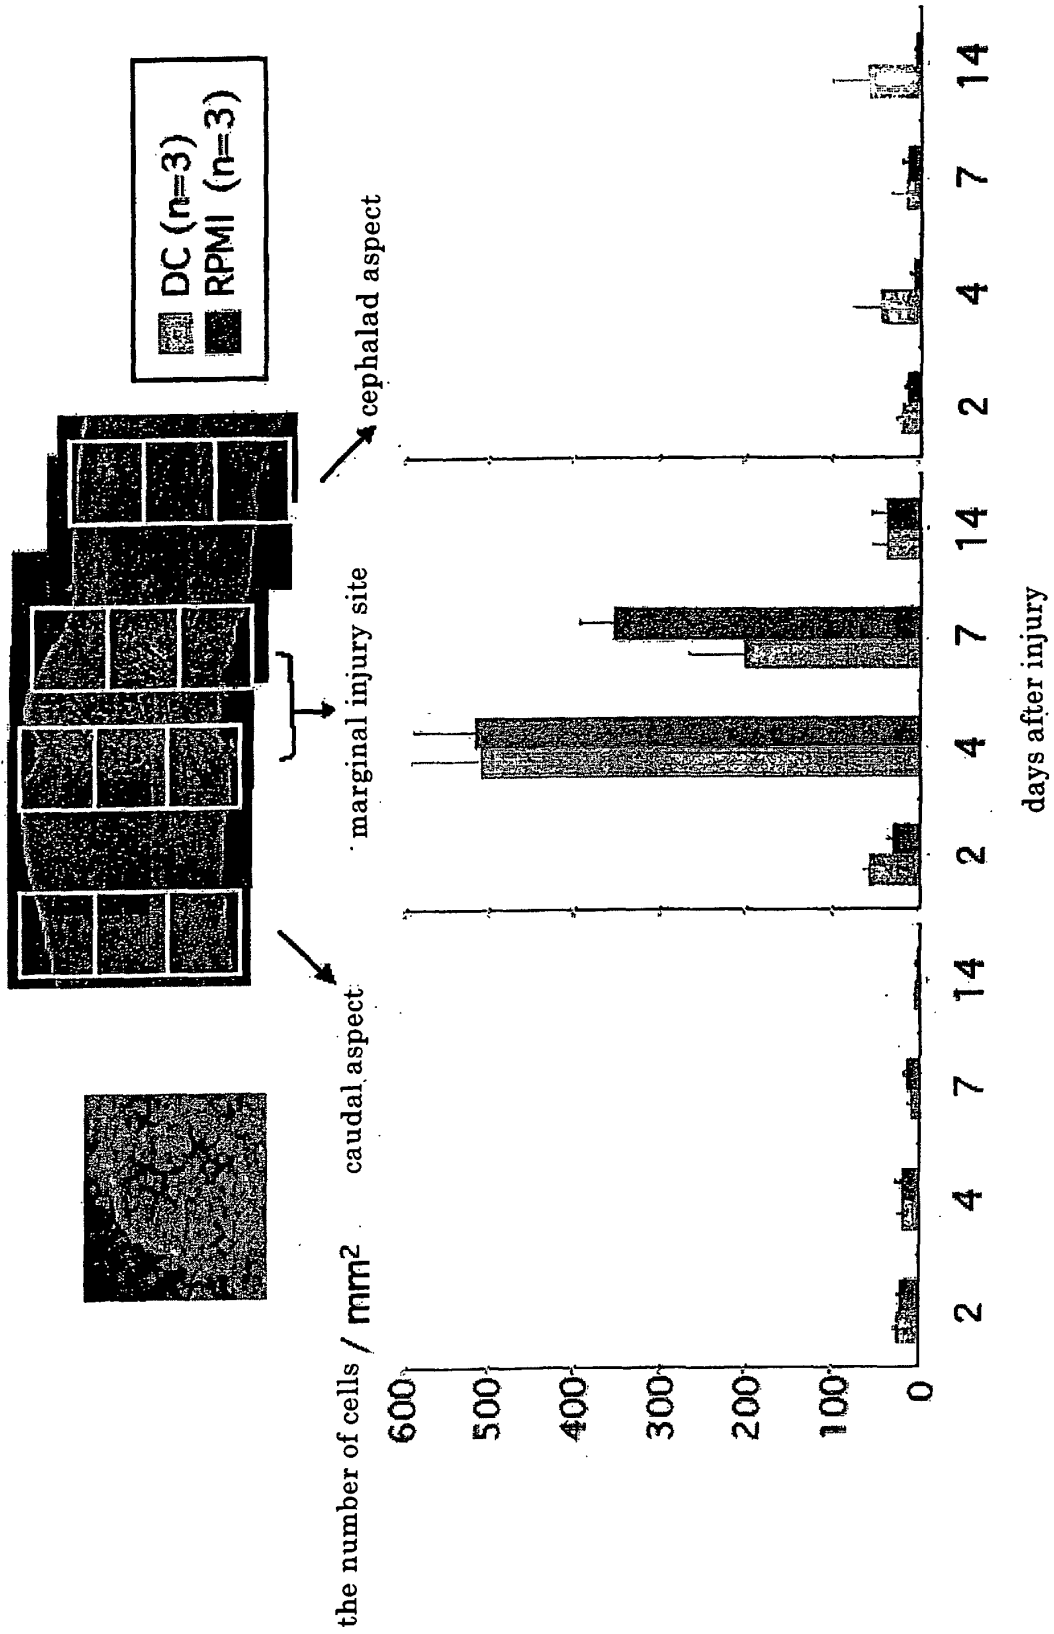 DC (n=3)
RPMI (n=3)
the number of cells / mm2
caudal aspect
marginal injury site
cephalad aspect
600
500
400
300
200
100
0
2 4 7 14 2 4 7 14 2 4 7 14
days after injury